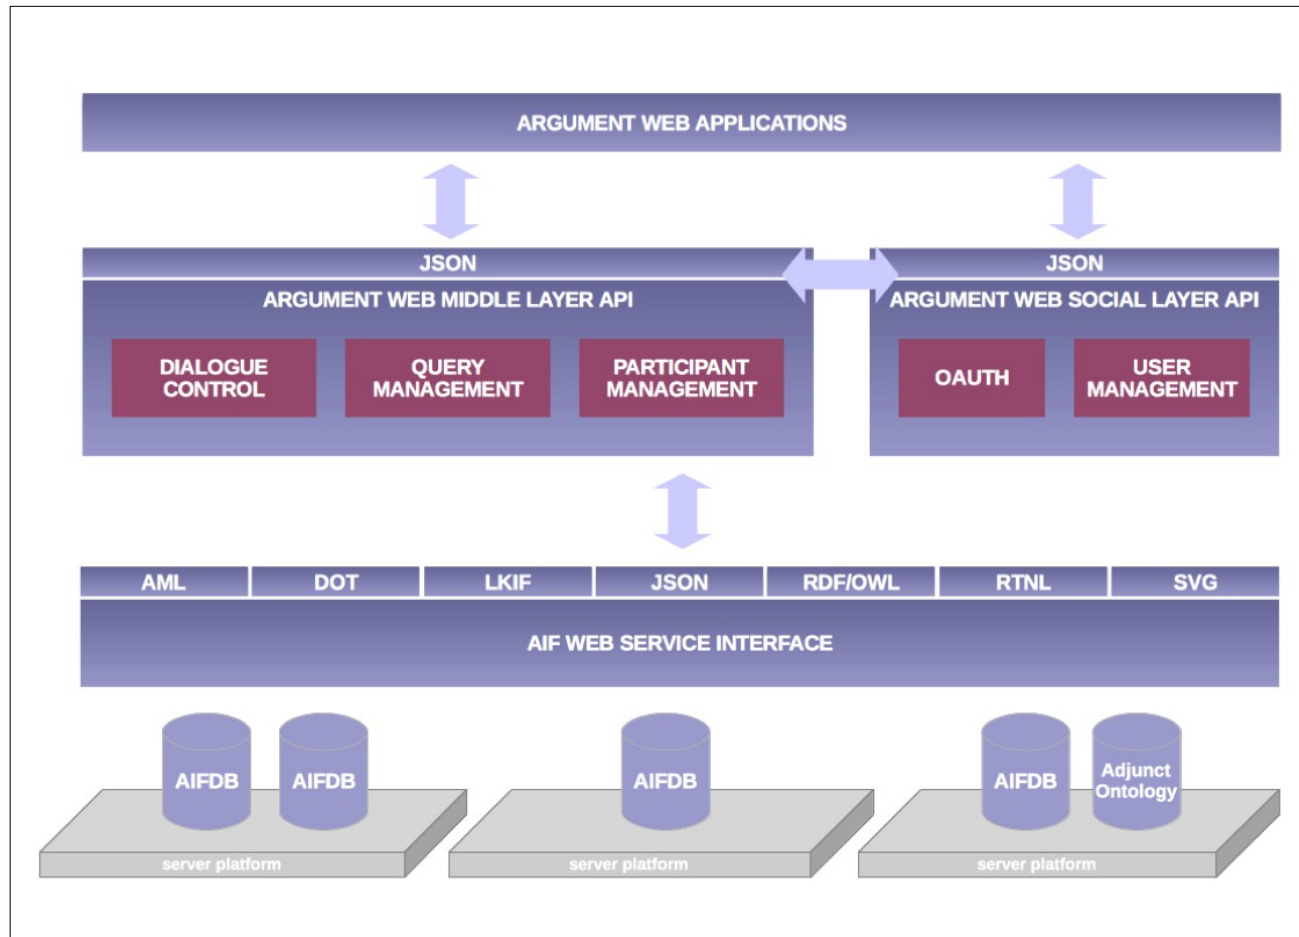 ARGUMENT WEB APPLICATIONS
JSON
ARGUMENT WEB MIDDLE LAYER API
DIALOGUE
CONTROL
QUERY
MANAGEMENT
PARTICIPANT
MANAGEMENT
JSON
ARGUMENT WEB SOCIAL LAYER API
OAUTH
USER
MANAGEMENT
AML
DOT
LKIF
JSON
RDF/OWL
RTNL
SVG
AIF WEB SERVICE INTERFACE
AIFDB
AIFDB
server platform
AIFDB
server platform
AIFDB
Adjunct
Ontology
server platform